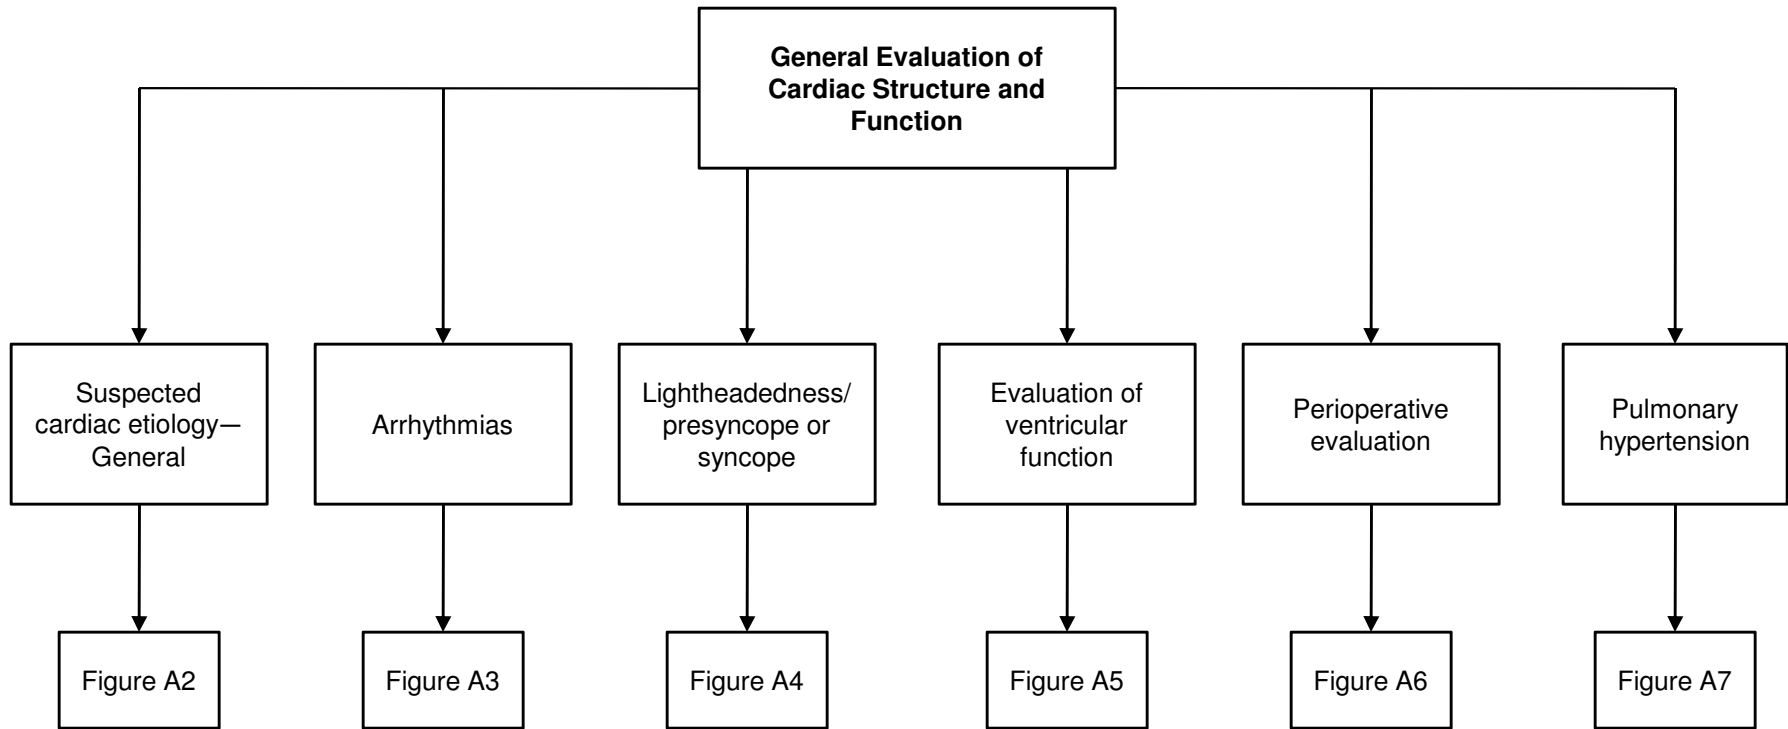 General Evaluation of
Cardiac Structure and
Function
Suspected
cardiac etiology—
General
Arrhythmias
Lightheadedness/
presyncope or
syncope
Evaluation of
ventricular
function
Perioperative
evaluation
Pulmonary
hypertension
Figure A2
Figure A3
Figure A4
Figure A5
Figure A6
Figure A7